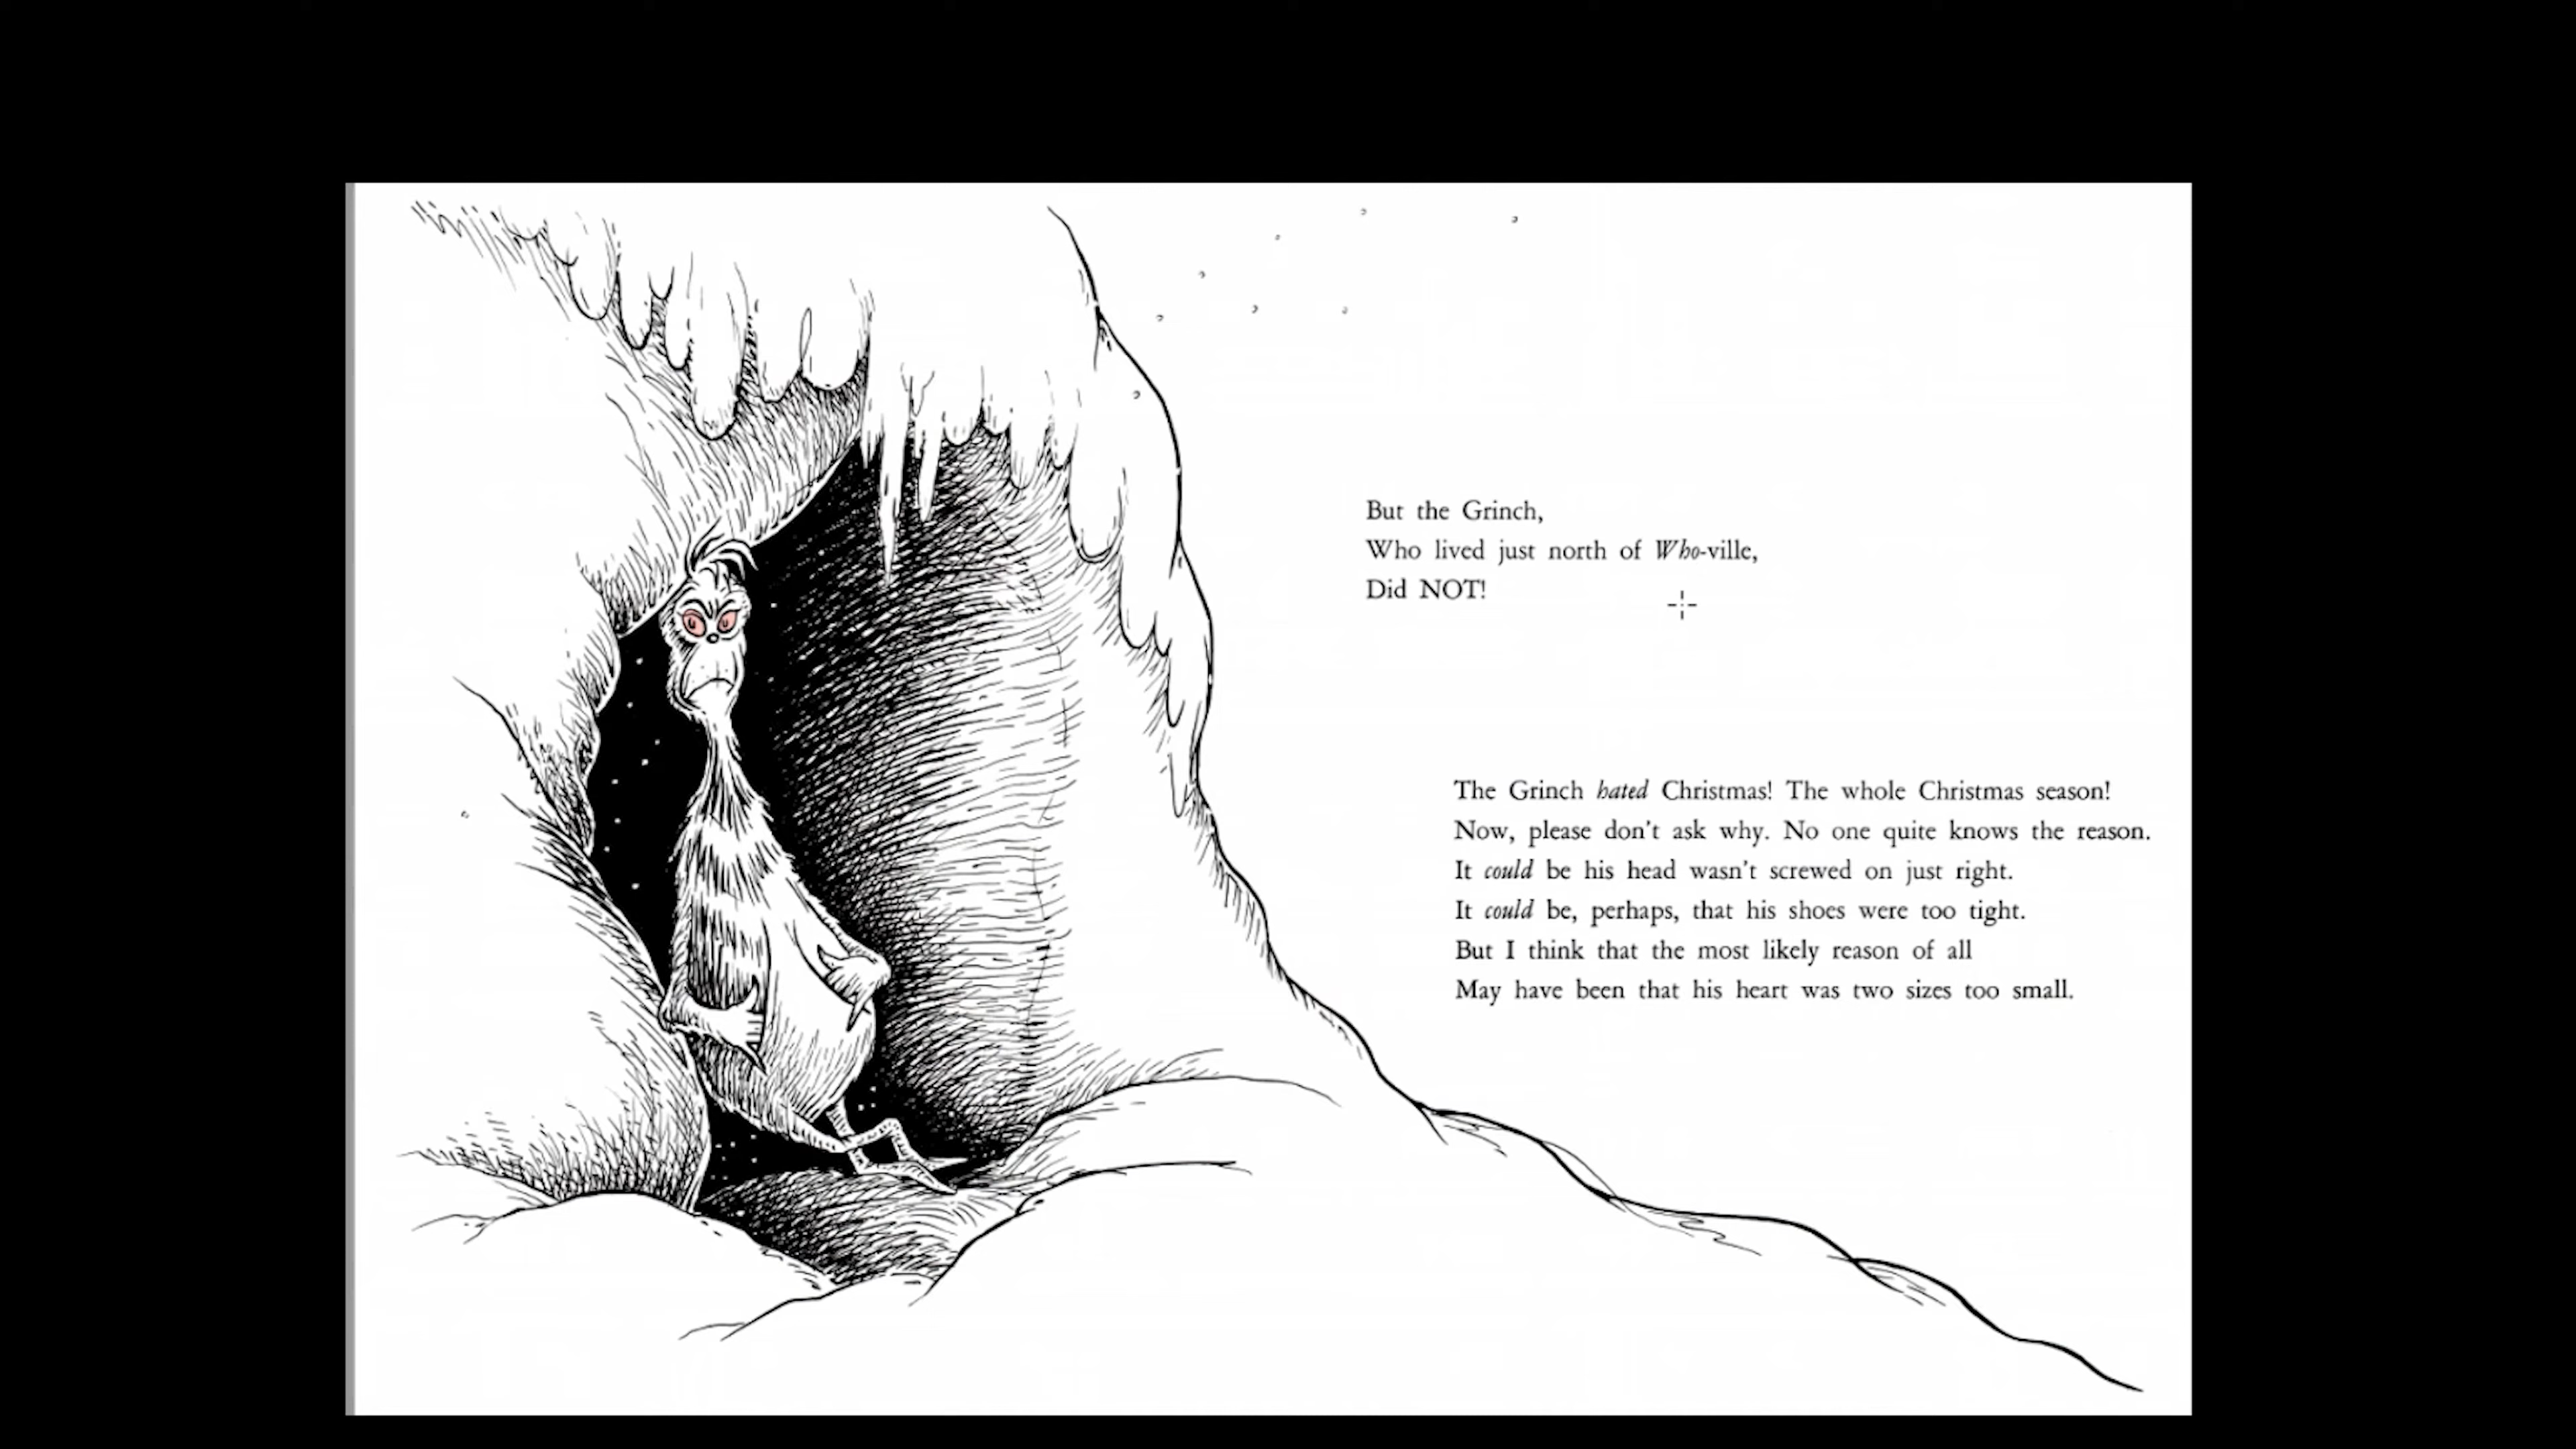 But the Grinch,
Who lived just north of Who-ville,
Did NOT!
The Grinch hated Christmas! The whole Christmas season!
Now, please don't ask why. No one quite knows the reason.
It could be his head wasn't screwed on just right.
It could be, perhaps, that his shoes were too tight.
But I think that the most likely reason of all
May have been that his heart was two sizes too small.